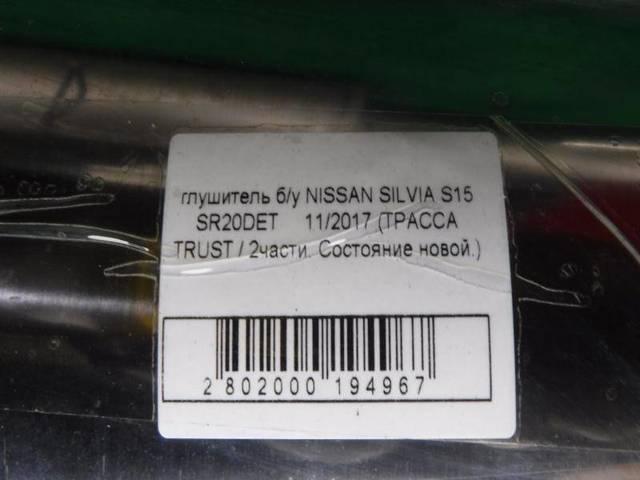 глушитель б/у NISSAN SILVIA S15
SR20DET 11/2017 (ТРАССА
TRUST / 2части. Состояние новой.)
2 802000 194967